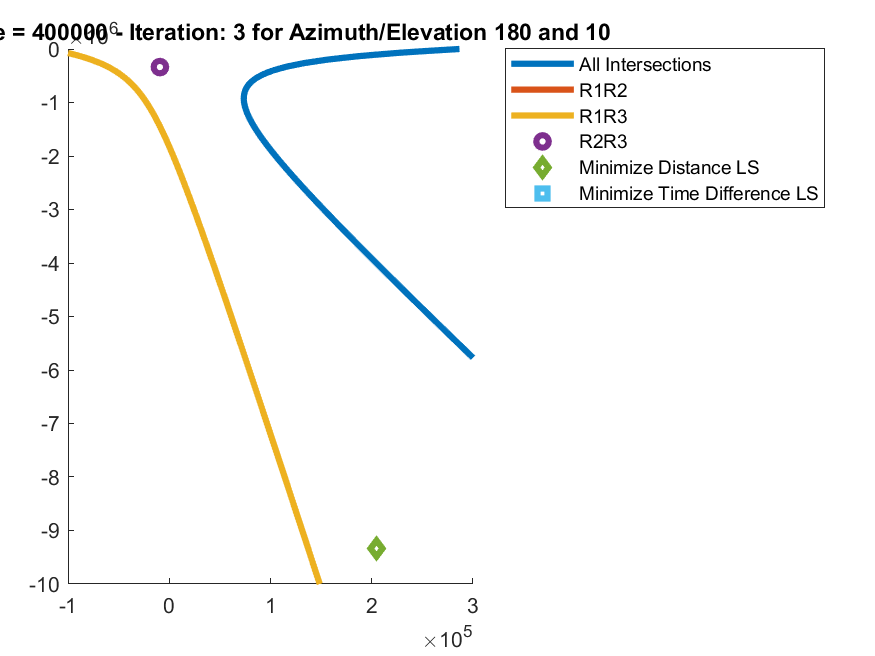 e = 400000 - Iteration: 3 for Azimuth/Elevation 180 and 10
×10^6
0
-1
-2
-3
-4
-5
-6
-7
-8
-9
-10
-1 0 1 2 3
×10^5
All Intersections
R1R2
R1R3
R2R3
Minimize Distance LS
Minimize Time Difference LS